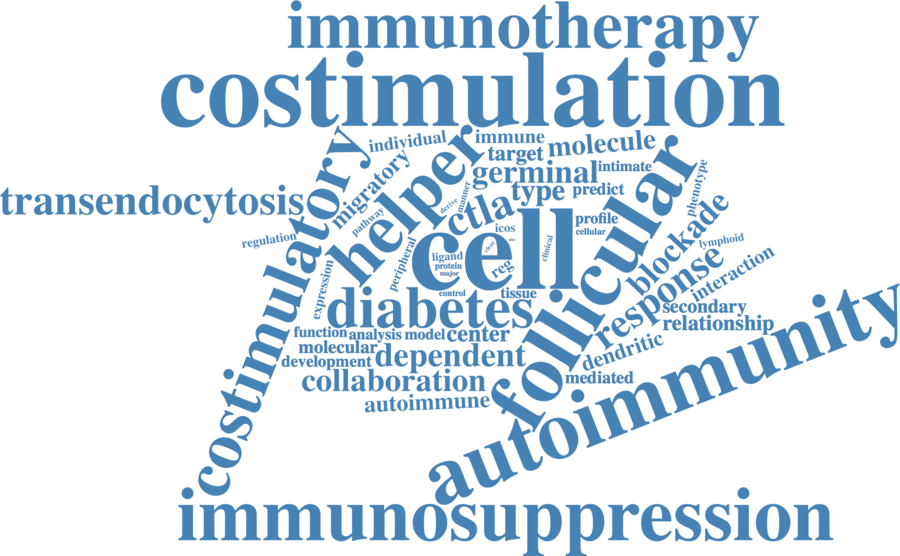 immunotherapy
costimulation
costimulatory
individual
immune
helper
migratory
target
molecule
germinal
intimate
transendocytosis
pathway
derive
manner
ctla
type
predict
phenotype
follicular
regulation
peripheral
cell
icos
profile
cellular
clear
clinical
blockade
lymphoid
ligand
protein
major
reg
response
interaction
expression
control
tissue
diabetes
secondary
relationship
function
analysis
model
center
molecular
development
dependent
dendritic
collaboration
mediated
autoimmune
autoimmunity
immunosuppression